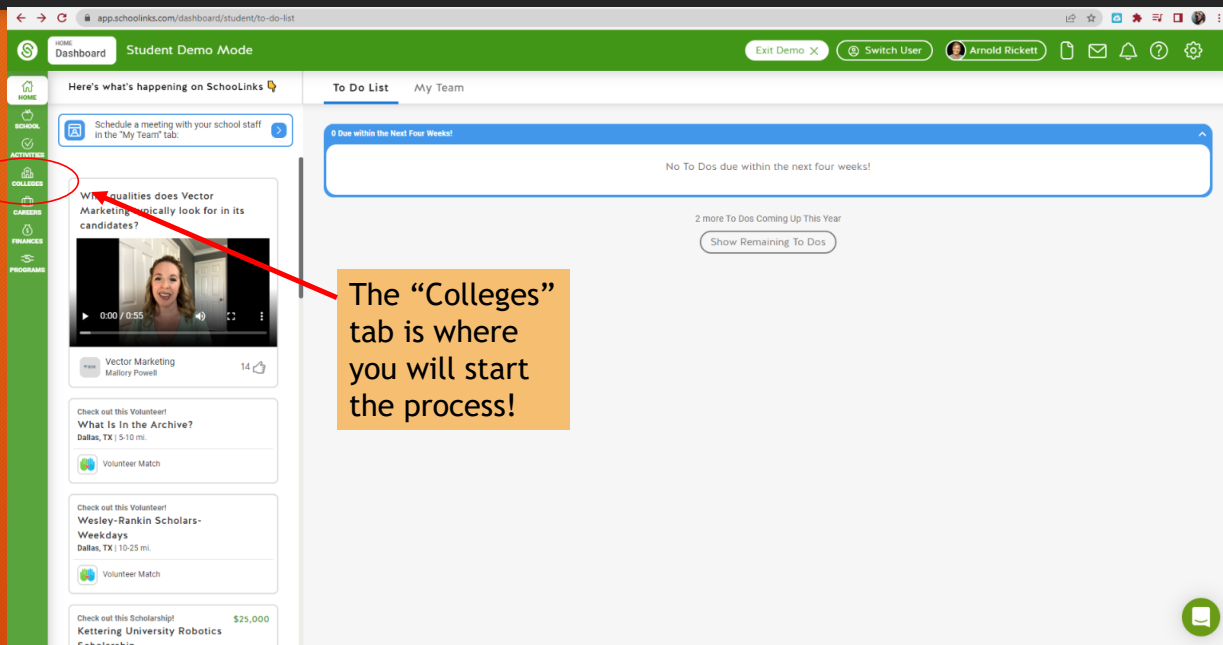 app.schoolinks.com/dashboard/student/to-do-list
HOME
Dashboard
Student Demo Mode
Exit Demo X
Switch User
Arnold Rickett
HOME
SCHOOL
ACTIVITIES
COLLEGES
CAREERS
FINANCES
PROGRAMS
Here's what's happening on SchooLinks
Schedule a meeting with your school staff
in the "My Team" tab:
qualities does Vector
Marketing typically look for in its
candidates?
0:00 / 0:55
Vector Marketing
Mallory Powell
14
Check out this Volunteer!
What Is In the Archive?
Dallas, TX | 5-10 mi.
Volunteer Match
Check out this Volunteer!
Wesley-Rankin Scholars-
Weekdays
Dallas, TX | 10-25 mi.
Volunteer Match
Check out this Scholarship!
$25,000
Kettering University Robotics
Scholarship
To Do List
My Team
0 Due within the Next Four Weeks!
No To Dos due within the next four weeks!
2 more To Dos Coming Up This Year
Show Remaining To Dos
The “Colleges”
tab is where
you will start
the process!